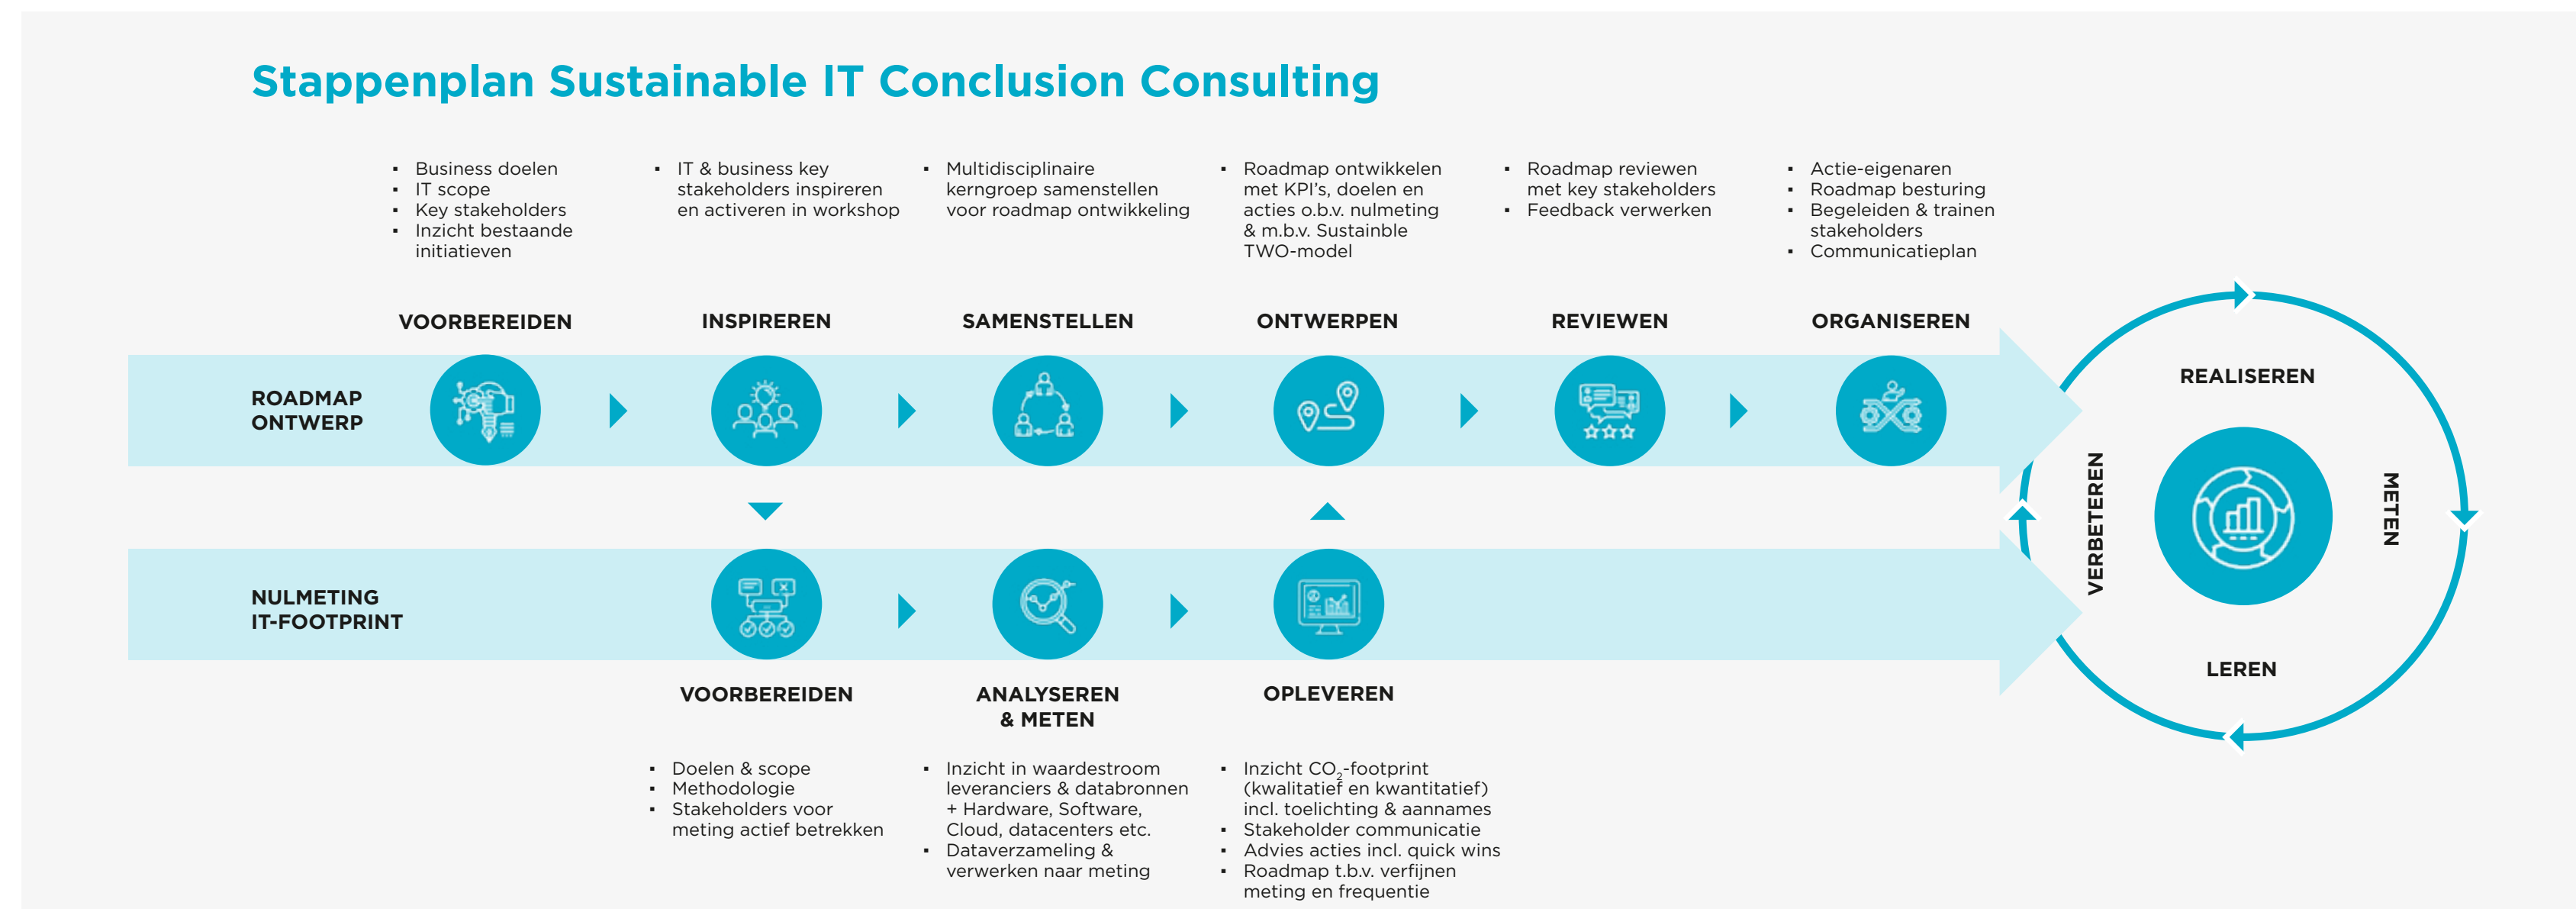 Stappenplan Sustainable IT Conclusion Consulting
▪ Business doelen
▪ IT scope
▪ Key stakeholders
▪ Inzicht bestaande
initiatieven
▪ IT & business key
stakeholders inspireren
en activeren in workshop
▪ Multidisciplinaire
kerngroep samenstellen
voor roadmap ontwikkeling
▪ Roadmap ontwikkelen
met KPI's, doelen en
acties o.b.v. nulmeting
& m.b.v. Sustainble
TWO-model
▪ Roadmap reviewen
met key stakeholders
▪ Feedback verwerken
▪ Actie-eigenaren
▪ Roadmap besturing
▪ Begeleiden & trainen
stakeholders
▪ Communicatieplan
VOORBEREIDEN
INSPIREREN
SAMENSTELLEN
ONTWERPEN
REVIEWEN
ORGANISEREN
ROADMAP
ONTWERP
REALISEREN
METEN
LEREN
VERBETEREN
NULMETING
IT-FOOTPRINT
VOORBEREIDEN
ANALYSEREN
& METEN
OPLEVEREN
▪ Doelen & scope
▪ Methodologie
▪ Stakeholders voor
meting actief betrekken
▪ Inzicht in waardestroom
leveranciers & databronnen
+ Hardware, Software,
Cloud, datacenters etc.
▪ Dataverzameling &
verwerken naar meting
▪ Inzicht CO₂-footprint
(kwalitatief en kwantitatief)
incl. toelichting & aannames
▪ Stakeholder communicatie
▪ Advies acties incl. quick wins
▪ Roadmap t.b.v. verfijnen
meting en frequentie